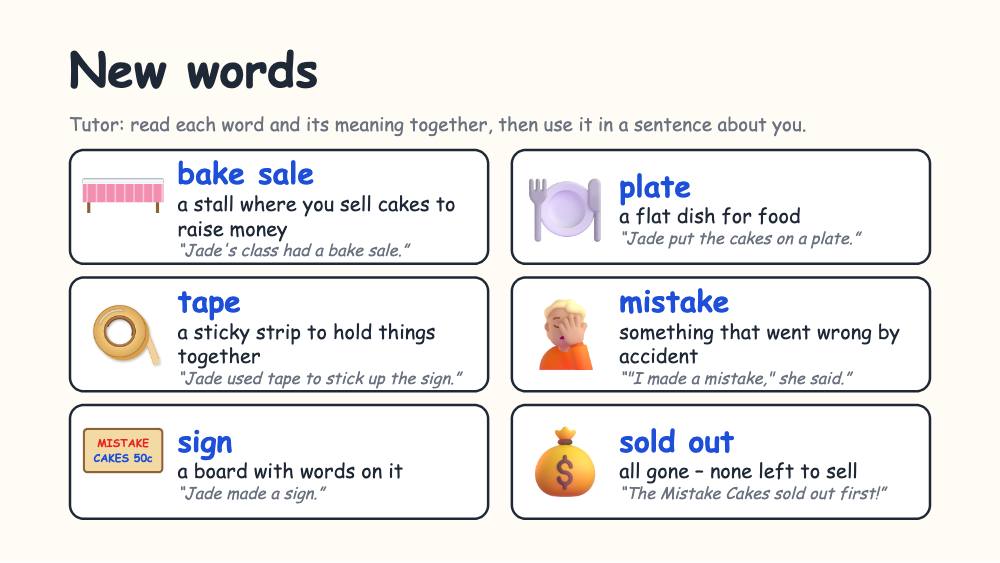 New words
Tutor: read each word and its meaning together, then use it in a sentence about you.
bake sale
a stall where you sell cakes to
raise money
"Jade's class had a bake sale.”
plate
a flat dish for food
"Jade put the cakes on a plate.”
tape
a sticky strip to hold things
together
"Jade used tape to stick up the sign.”
mistake
something that went wrong by
accident
“"I made a mistake," she said.”
MISTAKE
CAKES 50c
sign
a board with words on it
"Jade made a sign.”
$
sold out
all gone – none left to sell
"The Mistake Cakes sold out first!”